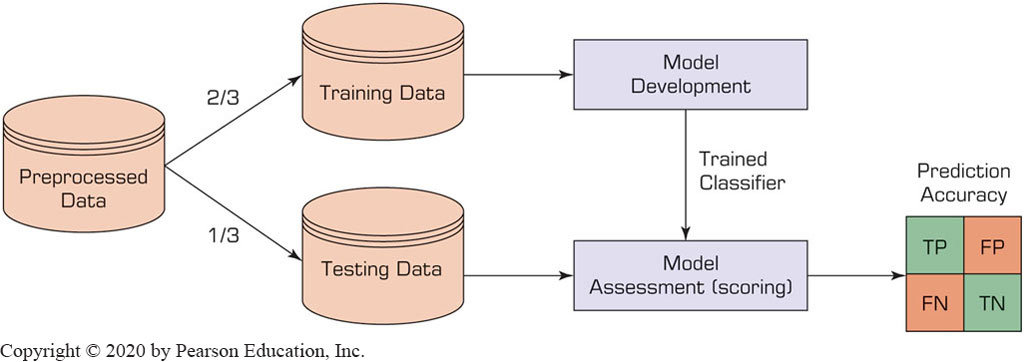 Preprocessed
Data
2/3
1/3
Training Data
Testing Data
Model
Development
Trained
Classifier
Model
Assessment (scoring)
Prediction
Accuracy
TP
FP
FN
TN
Copyright © 2020 by Pearson Education, Inc.